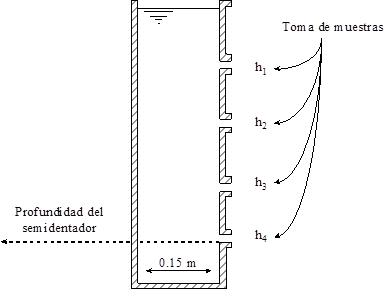 Toma de muestras
h1
h2
h3
Profundidad del
semidentador
h4
0.15 m